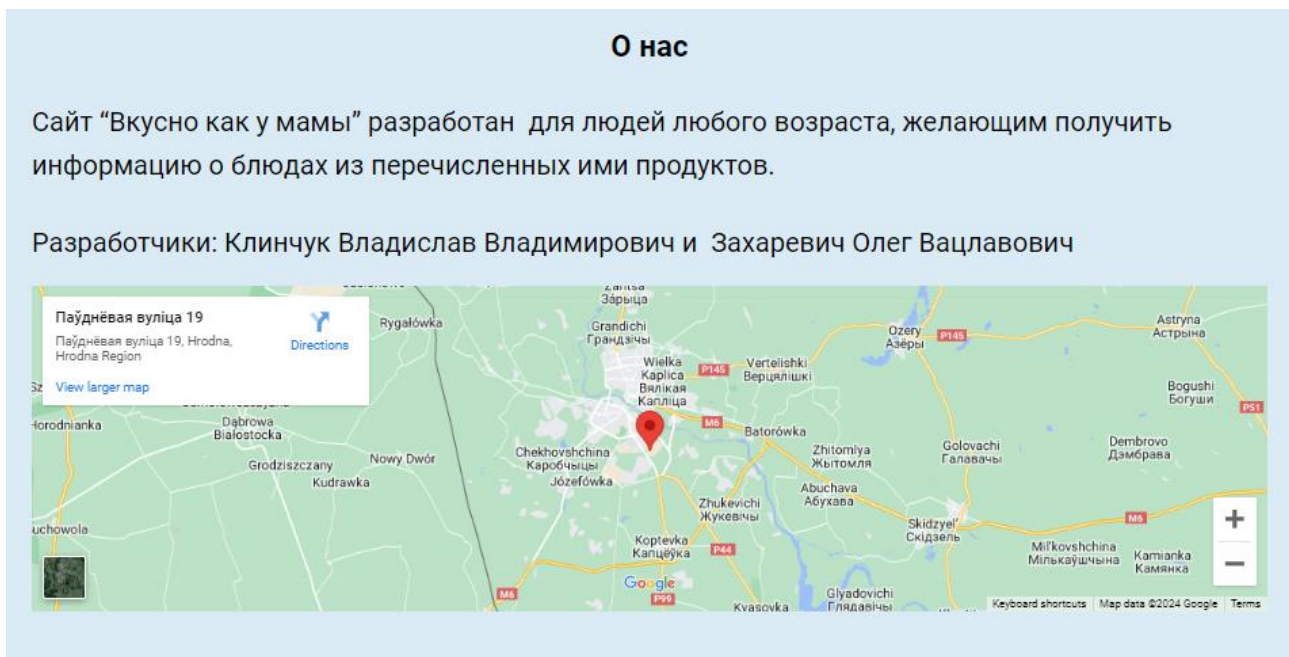 О нас
Сайт “Вкусно как у мамы” разработан для людей любого возраста, желающим получить
информацию о блюдах из перечисленных ими продуктов.
Разработчики: Клинчук Владислав Владимирович и Захаревич Олег Вацлавович
Паўднёвая вуліца 19
Паўднёвая вуліца 19, Hrodna,
Hrodna Region
Directions
View larger map
Rygałówka
Зарыца
Grandichi
Грандзічы
Ozery
Азёры
P145
Astryna
Астрына
Wielka
Kaplica
Вялікая
Капліца
P145
Vertelishki
Верцялішкі
Bogushi
Богуши
P51
Horodnianka
Dąbrowa
Białostocka
M6
Batorówka
Grodziszczany
Nowy Dwór
Kudrawka
Chekhovshchina
Каробчыцы
Józefówka
Zhitomlya
Жытомля
Golovachi
Галавачы
Dembrovo
Дэмбрава
Abuchava
Абухава
Zhukevichi
Жукевічы
Skidzyel'
Скідзель
M6
Suchowola
Koptevka
Капцёўка
P44
Mil'kovshchina
Мількаўшчына
Kamianka
Камянка
M6
Google
P99
Kvasovka
Glyadovichi
Глядавічы
Keyboard shortcuts
Map data ©2024 Google
Terms